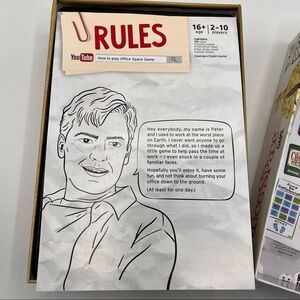 RULES
16+ 2-10
age players
YouTube How to play Office Space Game
Hey everybody, my name is Peter
and I used to work at the worst place
on Earth. I never want anyone to go
through what I did, so I made up a
little game to help pass the time at
work – I even snuck in a couple of
familiar faces.
Hopefully you'll enjoy it, have some
fun, and not think about burning your
office down to the ground.
(At least for one day.)